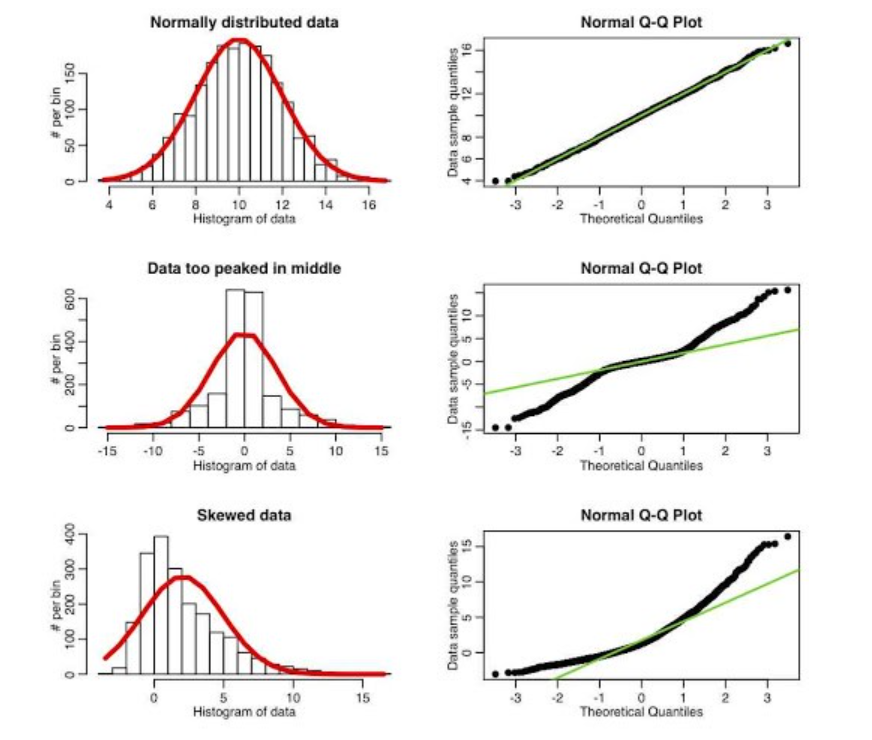 Normally distributed data
# per bin
0 50 100 150
4 6 8 10 12 14 16
Histogram of data
Normal Q-Q Plot
Data sample quantiles
4 6 8 12 16
-3 -2 -1 0 1 2 3
Theoretical Quantiles
Data too peaked in middle
# per bin
0 200 400 600
-15 -10 -5 0 5 10 15
Histogram of data
Normal Q-Q Plot
Data sample quantiles
-15 -5 0 5 10
-3 -2 -1 0 1 2 3
Theoretical Quantiles
Skewed data
# per bin
0 100 200 300 400
0 5 10 15
Histogram of data
Normal Q-Q Plot
Data sample quantiles
0 5 10 15
-3 -2 -1 0 1 2 3
Theoretical Quantiles